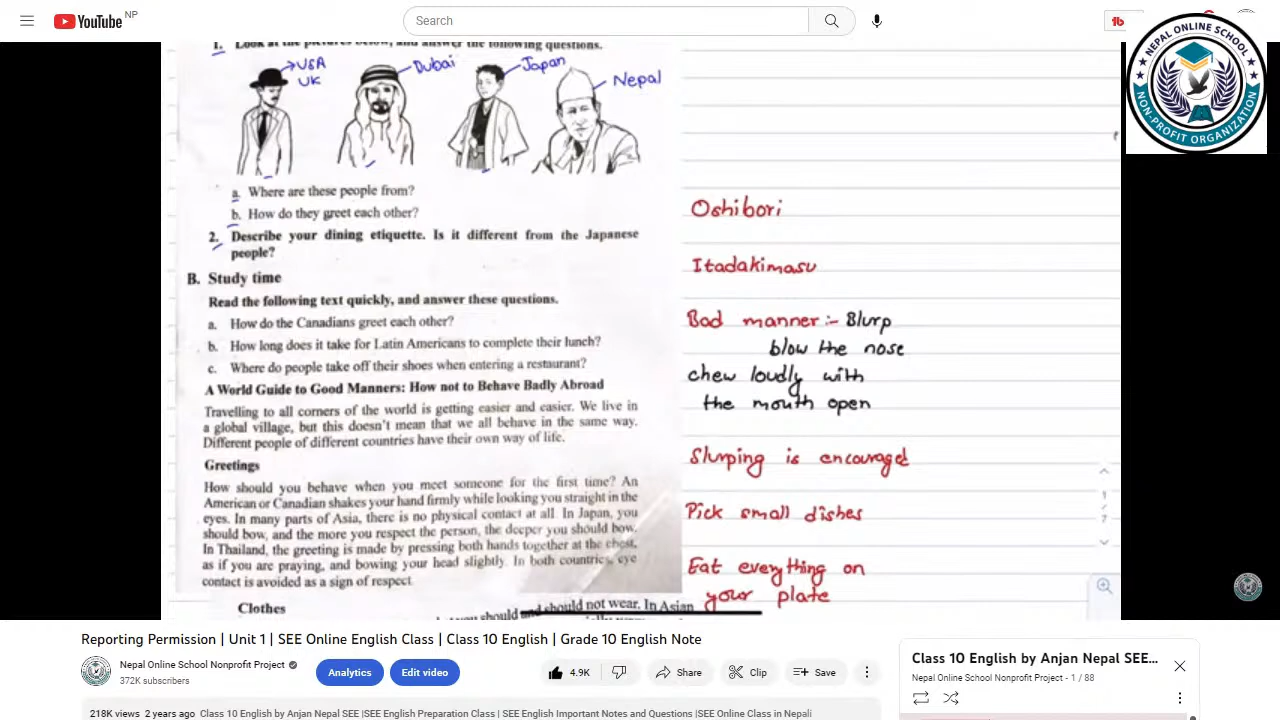 YouTube NP
Search
NEPAL ONLINE SCHOOL
NON-PROFIT ORGANIZATION
1. Look at the pictures below, and answer the following questions.
USA
UK
Dubai
Japan
Nepal
a. Where are these people from?
b. How do they greet each other?
2. Describe your dining etiquette. Is it different from the Japanese
people?
B. Study time
Read the following text quickly, and answer these questions.
a. How do the Canadians greet each other?
b. How long does it take for Latin Americans to complete their lunch?
c. Where do people take off their shoes when entering a restaurant?
A World Guide to Good Manners: How not to Behave Badly Abroad
Travelling to all corners of the world is getting easier and easier. We live in
a global village, but this doesn't mean that we all behave in the same way.
Different people of different countries have their own way of life.
Greetings
How should you behave when you meet someone for the first time? An
American or Canadian shakes your hand firmly while looking you straight in the
eyes. In many parts of Asia, there is no physical contact at all. In Japan, you
should bow, and the more you respect the person, the deeper you should bow.
In Thailand, the greeting is made by pressing both hands together at the chest,
as if you are praying, and bowing your head slightly. In both countries, eye
contact is avoided as a sign of respect.
Clothes
you should and should not wear. In Asian
Oshibori
Itadakimasu
Bad manner:- Blurp
blow the nose
chew loudly with
the mouth open
Slurping is encouraged
Pick small dishes
Eat everything on
your plate
Reporting Permission | Unit 1 | SEE Online English Class | Class 10 English | Grade 10 English Note
Nepal Online School Nonprofit Project
372K subscribers
Analytics
Edit video
4.9K
Share
Clip
Save
218K views 2 years ago Class 10 English by Anjan Nepal SEE |SEE English Preparation Class | SEE English Important Notes and Questions |SEE Online Class in Nepali
Class 10 English by Anjan Nepal SEE...
Nepal Online School Nonprofit Project - 1 / 88